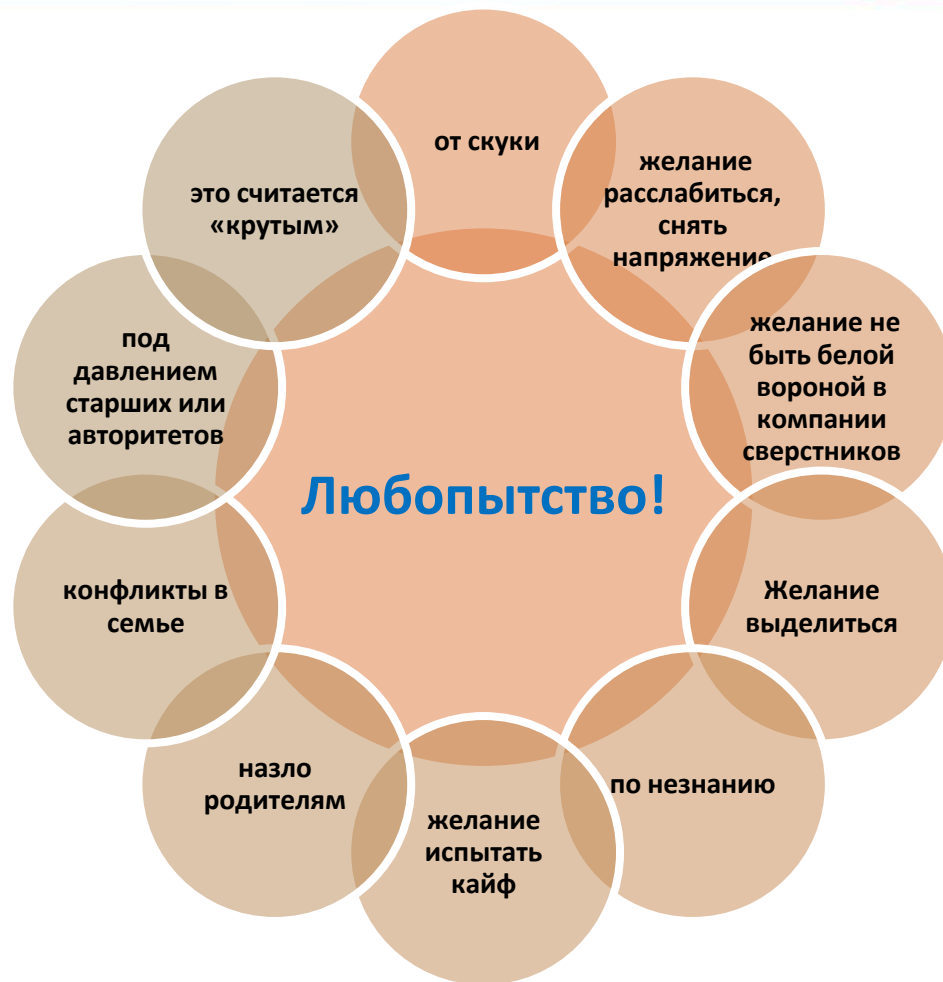 от скуки
желание
расслабиться,
снять
напряжение
желание не
быть белой
вороной в
компании
сверстников
Желание
выделиться
по незнанию
желание
испытать
кайф
назло
родителям
конфликты в
семье
под
давлением
старших или
авторитетов
это считается
«крутым»
Любопытство!